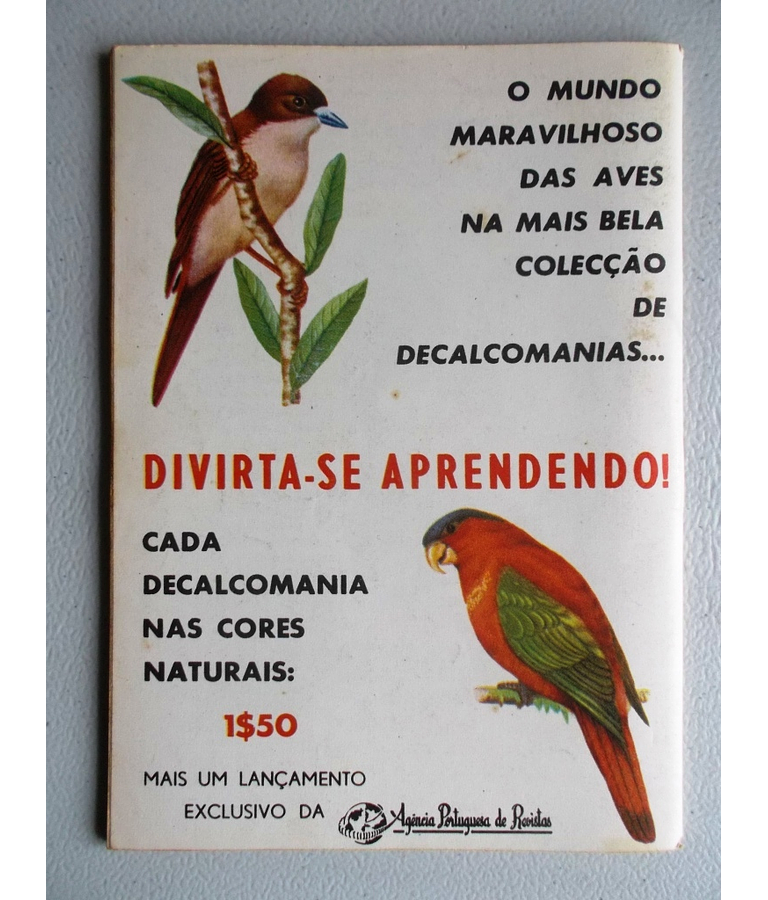 O MUNDO
MARAVILHOSO
DAS AVES
NA MAIS BELA
COLECÇÃO
DE
DECALCOMANIAS...
DIVIRTA-SE APRENDENDO!
CADA
DECALCOMANIA
NAS CORES
NATURAIS:
1$50
MAIS UM LANÇAMENTO
EXCLUSIVO DA Agência Portuguesa de Revistas